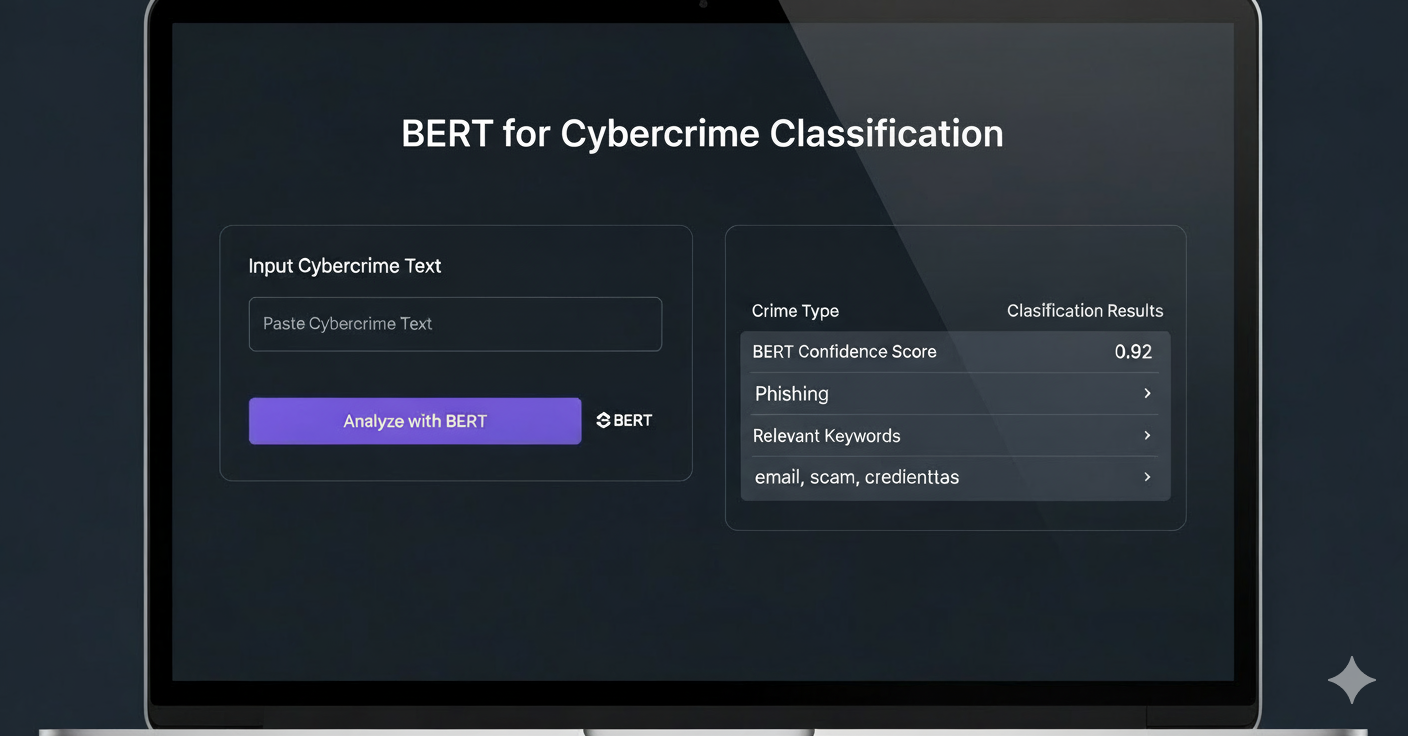 BERT for Cybercrime Classification
Input Cybercrime Text
Paste Cybercrime Text
Analyze with BERT
BERT
Crime Type
Clasification Results
BERT Confidence Score
0.92
Phishing
Relevant Keywords
email, scam, credienttas